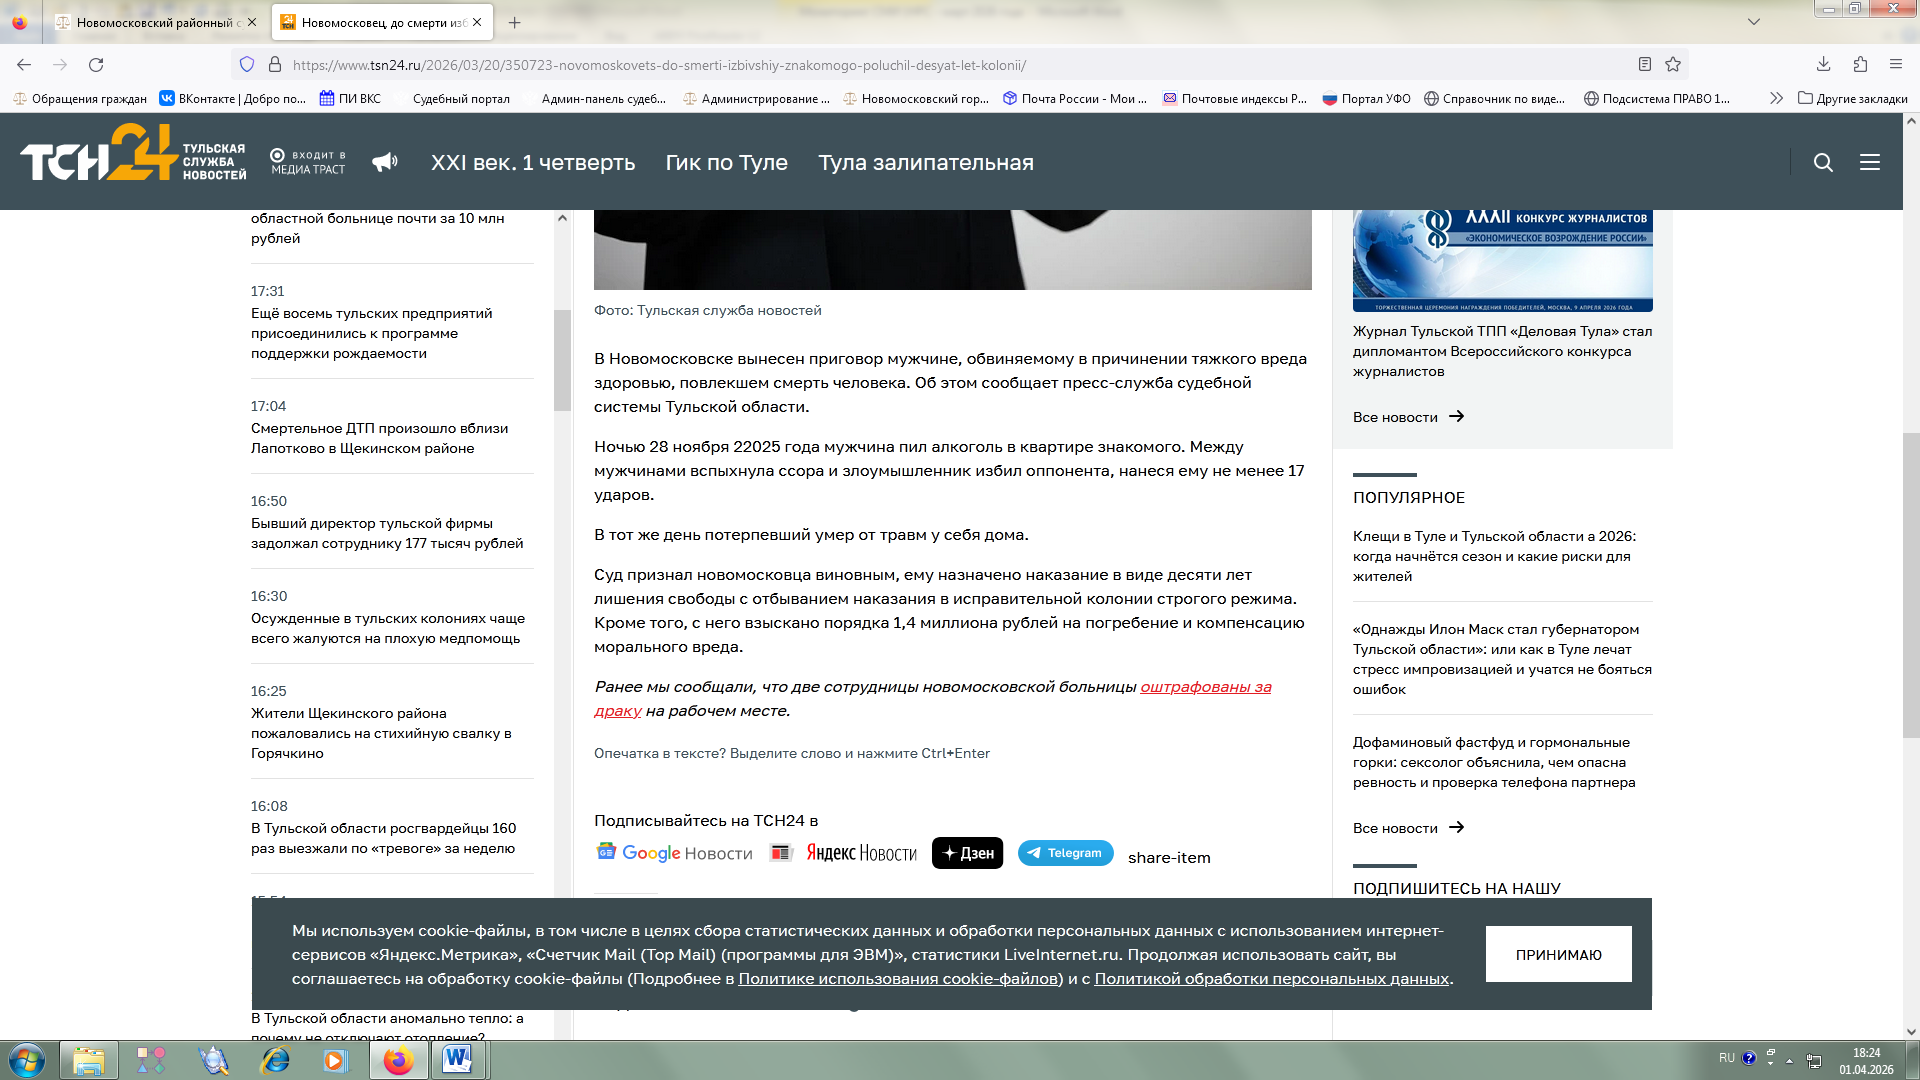 Новомосковский районный с
Новомосковец, до смерти изб
https://www.tsn24.ru/2026/03/20/350723-novomoskovets-do-smerti-izbivshiy-znakomogo-poluchil-desyat-let-kolonii/
Обращения граждан
ВКонтакте | Добро по...
ПИ ВКС
Судебный портал
Админ-панель судеб...
Администрирование ...
Новомосковский гор...
Почта России - Мои ...
Почтовые индексы Р...
Портал УФО
Справочник по виде...
Подсистема ПРАВО 1...
Другие закладки
ТСН24 ТУЛЬСКАЯ СЛУЖБА НОВОСТЕЙ
ВХОДИТ В МЕДИА ТРАСТ
XXI век. 1 четверть
Гик по Туле
Тула залипательная
областной больнице почти за 10 млн
рублей
17:31
Ещё восемь тульских предприятий
присоединились к программе
поддержки рождаемости
17:04
Смертельное ДТП произошло вблизи
Лапотково в Щекинском районе
16:50
Бывший директор тульской фирмы
задолжал сотруднику 177 тысяч рублей
16:30
Осужденные в тульских колониях чаще
всего жалуются на плохую медпомощь
16:25
Жители Щекинского района
пожаловались на стихийную свалку в
Горячкино
16:08
В Тульской области росгвардейцы 160
раз выезжали по «тревоге» за неделю
В Тульской области аномально тепло: а
почему не отключают отопление?
Фото: Тульская служба новостей
В Новомосковске вынесен приговор мужчине, обвиняемому в причинении тяжкого вреда
здоровью, повлекшем смерть человека. Об этом сообщает пресс-служба судебной
системы Тульской области.
Ночью 28 ноября 22025 года мужчина пил алкоголь в квартире знакомого. Между
мужчинами вспыхнула ссора и злоумышленник избил оппонента, нанеся ему не менее 17
ударов.
В тот же день потерпевший умер от травм у себя дома.
Суд признал новомосковца виновным, ему назначено наказание в виде десяти лет
лишения свободы с отбыванием наказания в исправительной колонии строгого режима.
Кроме того, с него взыскано порядка 1,4 миллиона рублей на погребение и компенсацию
морального вреда.
Ранее мы сообщали, что две сотрудницы новомосковской больницы оштрафованы за
драку на рабочем месте.
Опечатка в тексте? Выделите слово и нажмите Ctrl+Enter
Подписывайтесь на ТСН24 в
Google Новости
Яндекс Новости
Дзен
Telegram
share-item
XXXII КОНКУРС ЖУРНАЛИСТОВ
«ЭКОНОМИЧЕСКОЕ ВОЗРОЖДЕНИЕ РОССИИ»
ТОРЖЕСТВЕННАЯ ЦЕРЕМОНИЯ НАГРАЖДЕНИЯ ПОБЕДИТЕЛЕЙ, МОСКВА, 9 АПРЕЛЯ 2026 ГОДА
Журнал Тульской ТПП «Деловая Тула» стал
дипломантом Всероссийского конкурса
журналистов
Все новости
ПОПУЛЯРНОЕ
Клещи в Туле и Тульской области а 2026:
когда начнётся сезон и какие риски для
жителей
«Однажды Илон Маск стал губернатором
Тульской области»: или как в Туле лечат
стресс импровизацией и учатся не бояться
ошибок
Дофаминовый фастфуд и гормональные
горки: сексолог объяснила, чем опасна
ревность и проверка телефона партнера
Все новости
ПОДПИШИТЕСЬ НА НАШУ
Мы используем cookie-файлы, в том числе в целях сбора статистических данных и обработки персональных данных с использованием интернет-
сервисов «Яндекс.Метрика», «Счетчик Mail (Top Mail) (программы для ЭВМ)», статистики LiveInternet.ru. Продолжая использовать сайт, вы
соглашаетесь на обработку cookie-файлы (Подробнее в Политике использования cookie-файлов) и с Политикой обработки персональных данных.
ПРИНИМАЮ
RU
18:24
01.04.2026